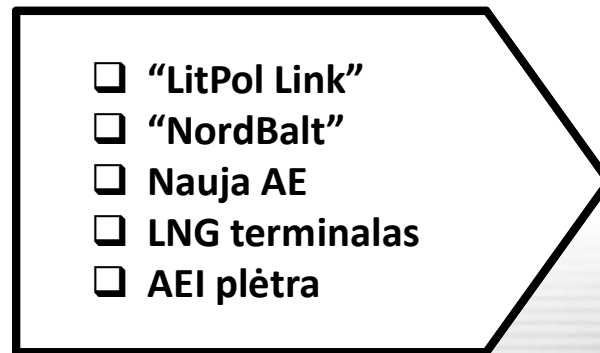 ❑ “LitPol Link”
❑ “NordBalt”
❑ Nauja AE
❑ LNG terminalas
❑ AEI plėtra